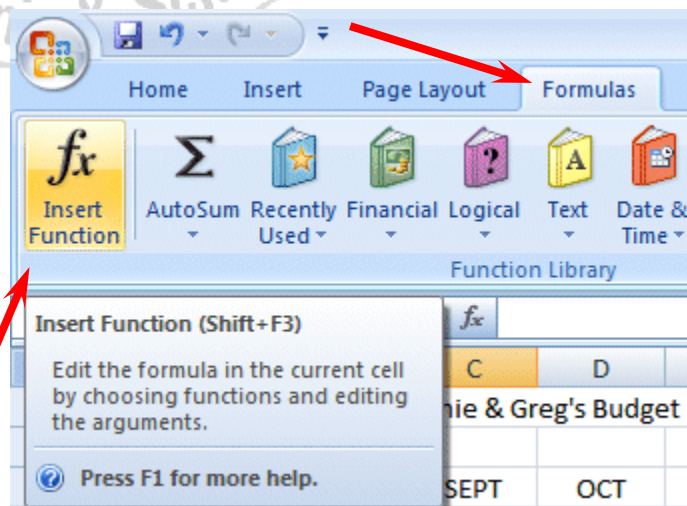 Home Insert Page Layout Formulas
fx Σ ? A
Insert Function AutoSum Recently Used Financial Logical Text Date & Time
Function Library
Insert Function (Shift+F3)
fx
Edit the formula in the current cell
by choosing functions and editing
the arguments.
C D
nie & Greg's Budget
Press F1 for more help.
SEPT OCT